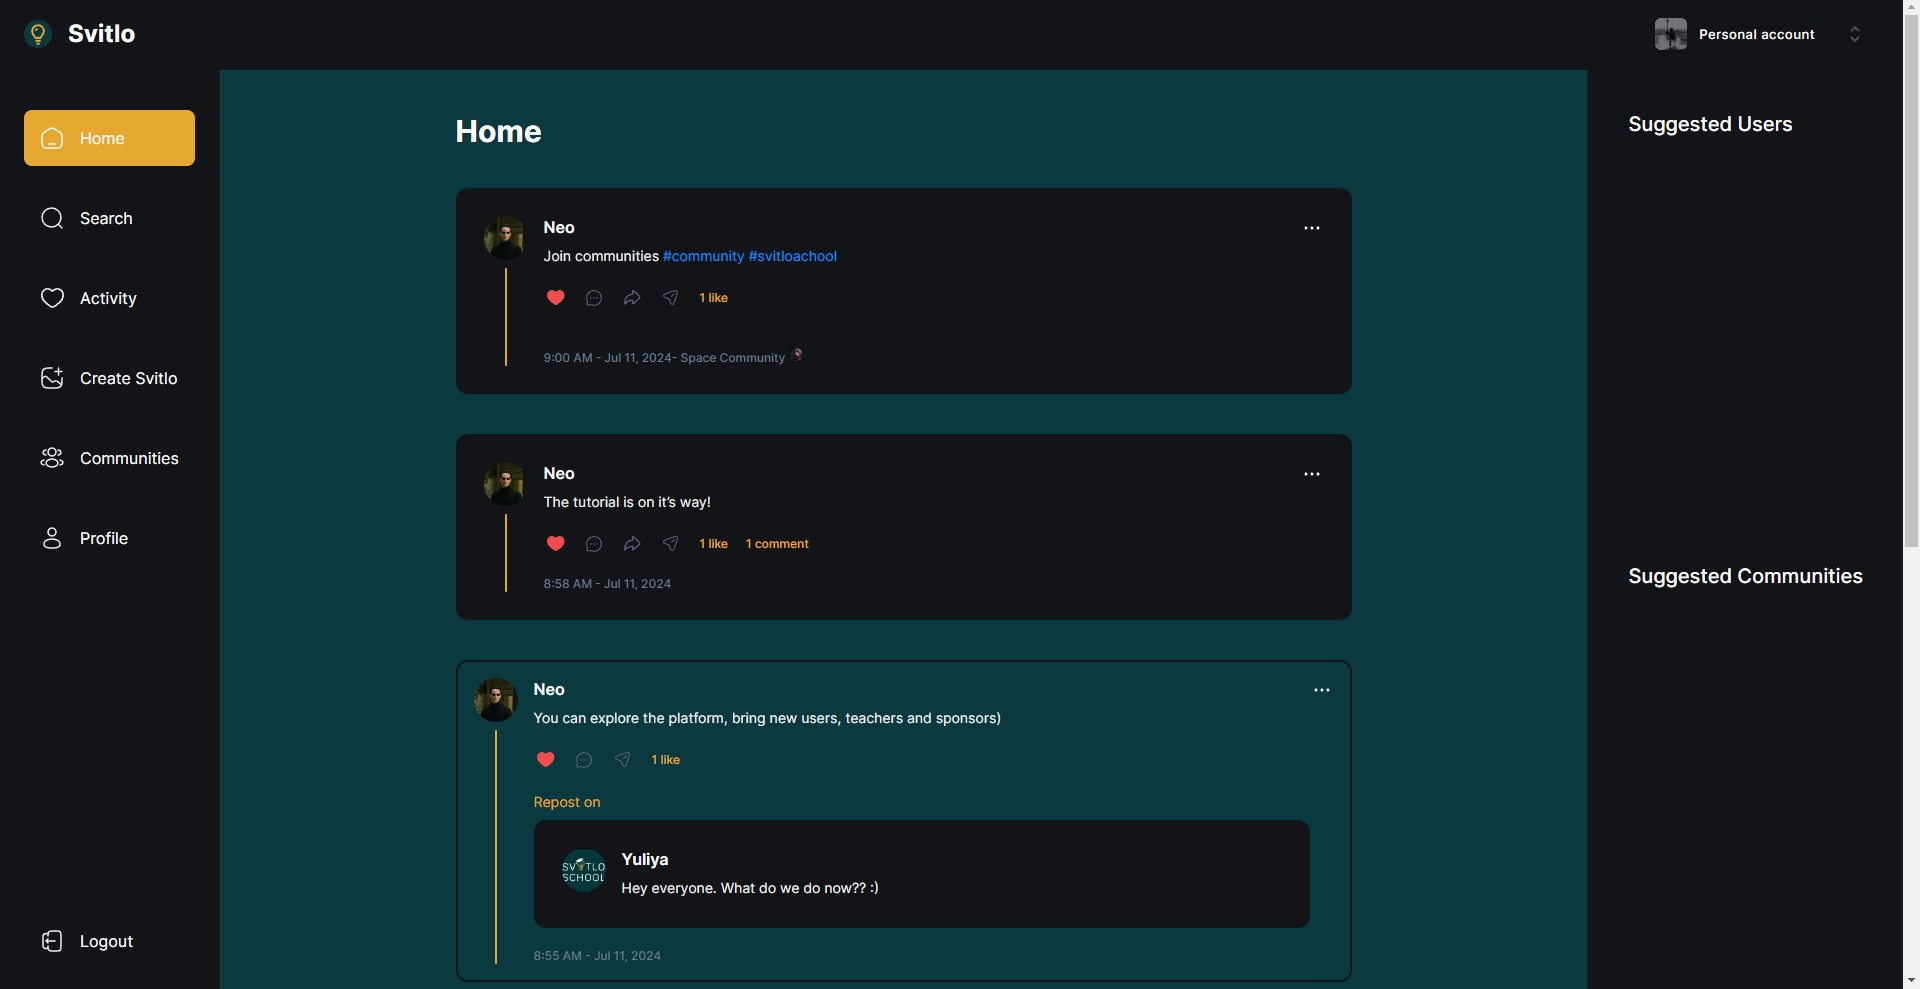 Svitlo
Personal account
Home
Search
Activity
Create Svitlo
Communities
Profile
Logout
Home
Neo
Join communities #community #svitloachool
1 like
9:00 AM - Jul 11, 2024- Space Community
Neo
The tutorial is on it’s way!
1 like 1 comment
8:58 AM - Jul 11, 2024
Neo
You can explore the platform, bring new users, teachers and sponsors)
1 like
Repost on
SVITLO
SCHOOL
Yuliya
Hey everyone. What do we do now?? :)
8:55 AM - Jul 11, 2024
Suggested Users
Suggested Communities